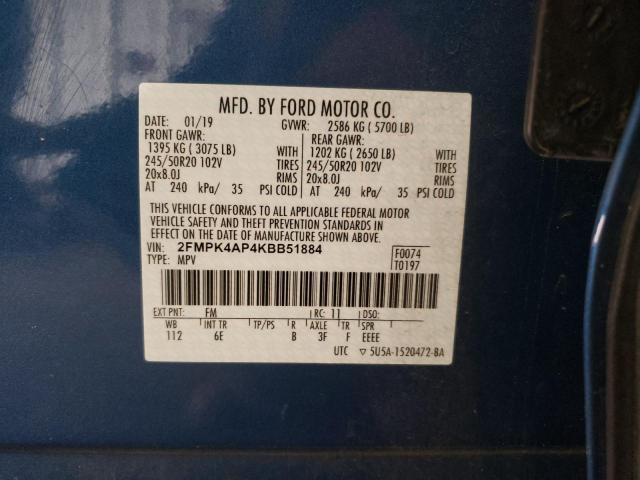 MFD. BY FORD MOTOR CO.
DATE: 01/19 GVWR: 2586 KG ( 5700 LB)
FRONT GAWR: REAR GAWR:
1395 KG ( 3075 LB) WITH 1202 KG ( 2650 LB) WITH
245/50R20 102V TIRES 245/50R20 102V TIRES
20x8.0J RIMS 20x8.0J RIMS
AT 240 kPa/ 35 PSI COLD AT 240 kPa/ 35 PSI COLD
THIS VEHICLE CONFORMS TO ALL APPLICABLE FEDERAL MOTOR
VEHICLE SAFETY AND THEFT PREVENTION STANDARDS IN
EFFECT ON THE DATE OF MANUFACTURE SHOWN ABOVE.
VIN: 2FMPK4AP4KBB51884 F0074
TYPE: MPV T0197
EXT PNT: FM RC: 11 DSO:
WB INT TR TP/PS R AXLE TR SPR
112 6E B 3F F EEEE
UTC ▽ 5U5A-1520472-BA